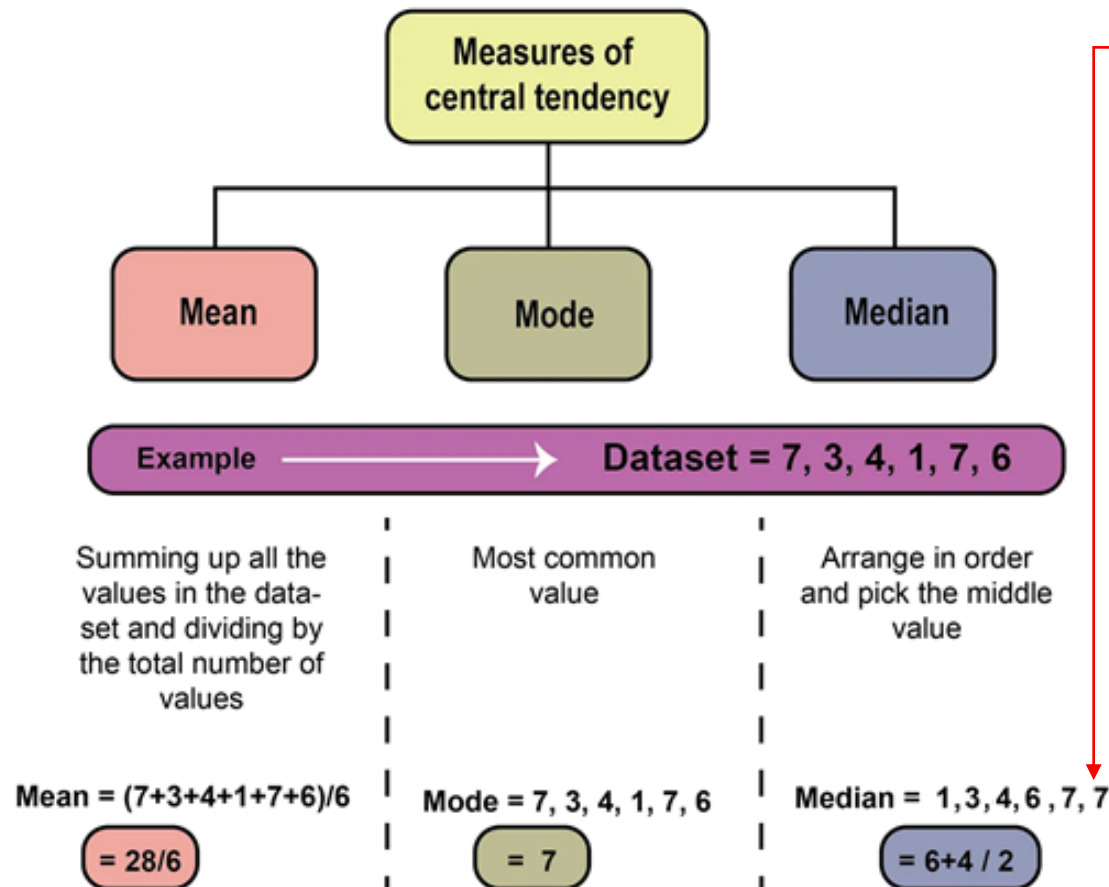 Measures of
central tendency
Mean
Mode
Median
Example
Dataset = 7, 3, 4, 1, 7, 6
Summing up all the
values in the data-
set and dividing by
the total number of
values
Most common
value
Arrange in order
and pick the middle
value
Mean = (7+3+4+1+7+6)/6
= 28/6
Mode = 7, 3, 4, 1, 7, 6
= 7
Median = 1,3,4,6 ,7, 7
= 6+4 / 2